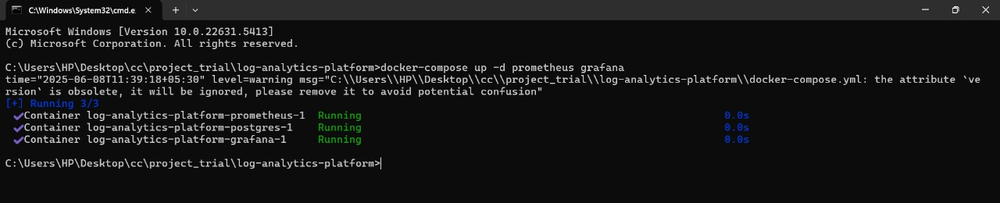 C:\Windows\System32\cmd.e
Microsoft Windows [Version 10.0.22631.5413]
(c) Microsoft Corporation. All rights reserved.
C:\Users\HP\Desktop\cc\project_trial\log-analytics-platform>docker-compose up -d prometheus grafana
time="2025-06-08T11:39:18+05:30" level=warning msg="C:\\Users\\HP\\Desktop\\cc\\project_trial\\log-analytics-platform\\docker-compose.yml: the attribute `ve
rsion` is obsolete, it will be ignored, please remove it to avoid potential confusion"
[+] Running 3/3
✔Container log-analytics-platform-prometheus-1 Running 0.0s
✔Container log-analytics-platform-postgres-1 Running 0.0s
✔Container log-analytics-platform-grafana-1 Running 0.0s
C:\Users\HP\Desktop\cc\project_trial\log-analytics-platform>